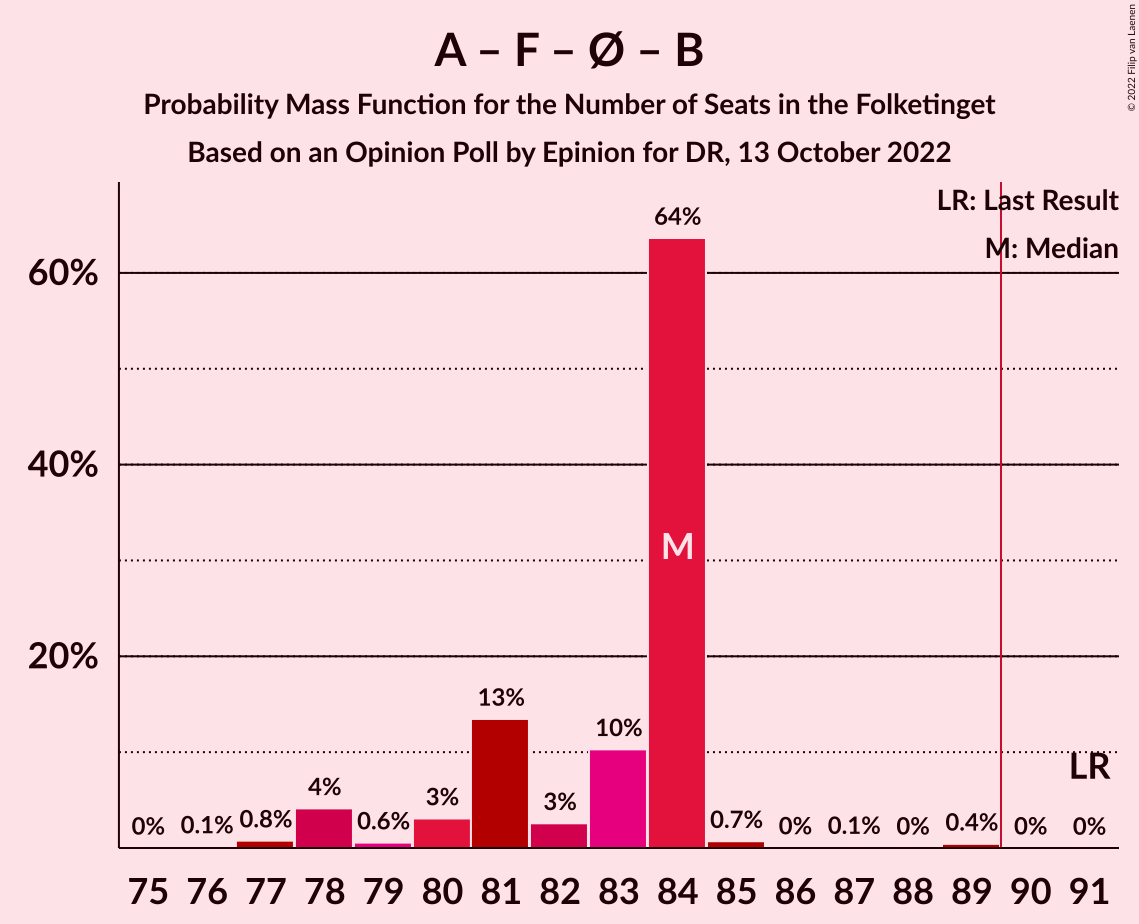 A – F – Ø – B
Probability Mass Function for the Number of Seats in the Folketinget
Based on an Opinion Poll by Epinion for DR, 13 October 2022
© 2022 Filip van Laenen
LR: Last Result
M: Median
60%
40%
20%
0% 0.1% 0.8% 4% 0.6% 3% 13% 3% 10% 64% 0.7% 0% 0.1% 0% 0.4% 0% 0%
M
LR
75 76 77 78 79 80 81 82 83 84 85 86 87 88 89 90 91